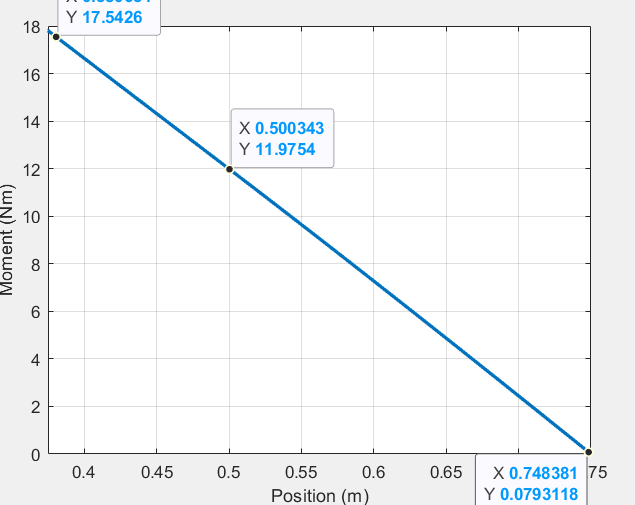 Y 17.5426
18
16
14
12
10
8
6
4
2
0
Moment (Nm)
X 0.500343
Y 11.9754
X 0.748381
Y 0.0793118
0.4
0.45
0.5
0.55
0.6
0.65
75
Position (m)